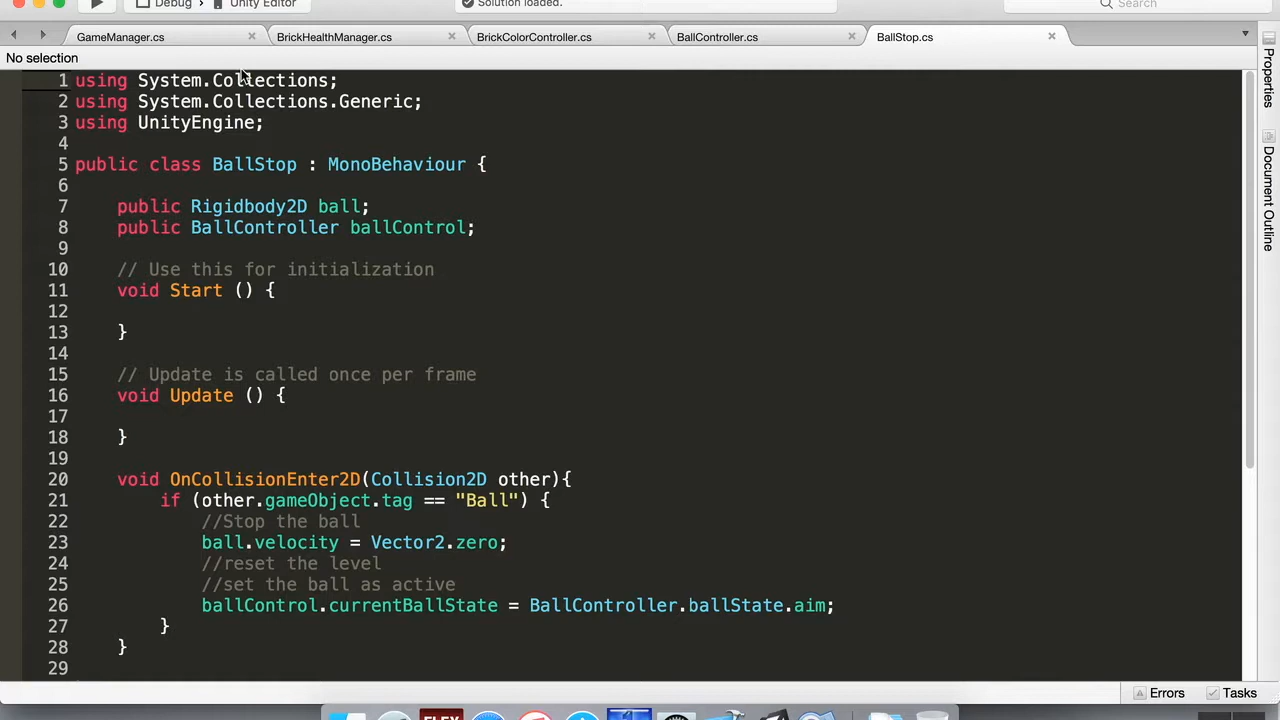 Debug
Unity Editor
Solution loaded.
Search
GameManager.cs
BrickHealthManager.cs
BrickColorController.cs
BallController.cs
BallStop.cs
No selection
1 using System.Collections;
2 using System.Collections.Generic;
3 using UnityEngine;
4
5 public class BallStop : MonoBehaviour {
6
7 public Rigidbody2D ball;
8 public BallController ballControl;
9
10 // Use this for initialization
11 void Start () {
12
13 }
14
15 // Update is called once per frame
16 void Update () {
17
18 }
19
20 void OnCollisionEnter2D(Collision2D other){
21 if (other.gameObject.tag == "Ball") {
22 //Stop the ball
23 ball.velocity = Vector2.zero;
24 //reset the level
25 //set the ball as active
26 ballControl.currentBallState = BallController.ballState.aim;
27 }
28 }
29
Properties
Document Outline
Errors
Tasks
FLEX